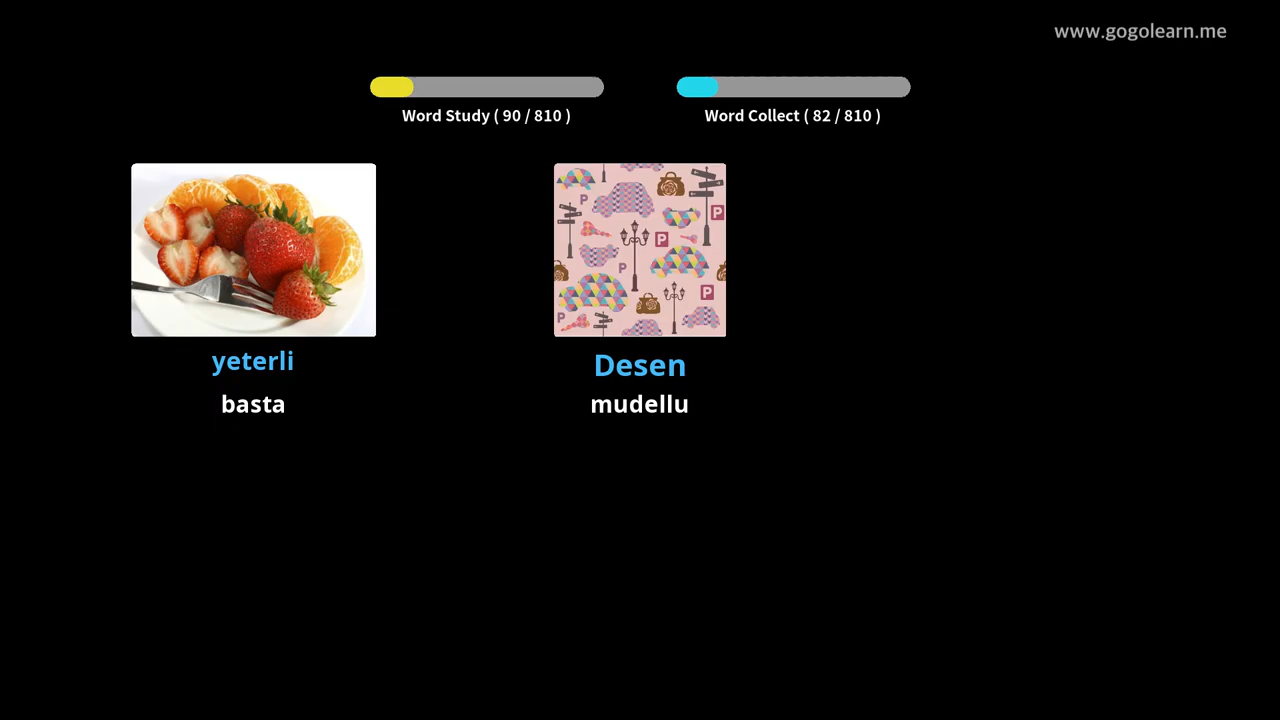 www.gogolearn.me
Word Study ( 90 / 810 )
Word Collect ( 82 / 810 )
P
P
P
P
P
P
yeterli
Desen
basta
mudellu